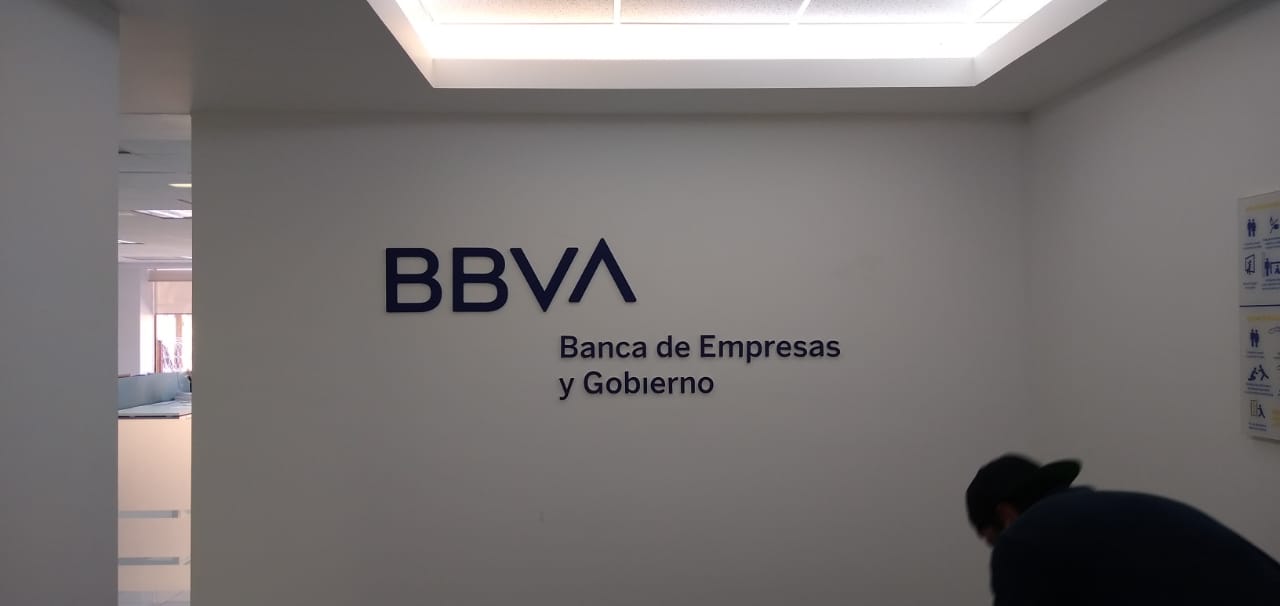 BBVA
Banca de Empresas
y Gobierno